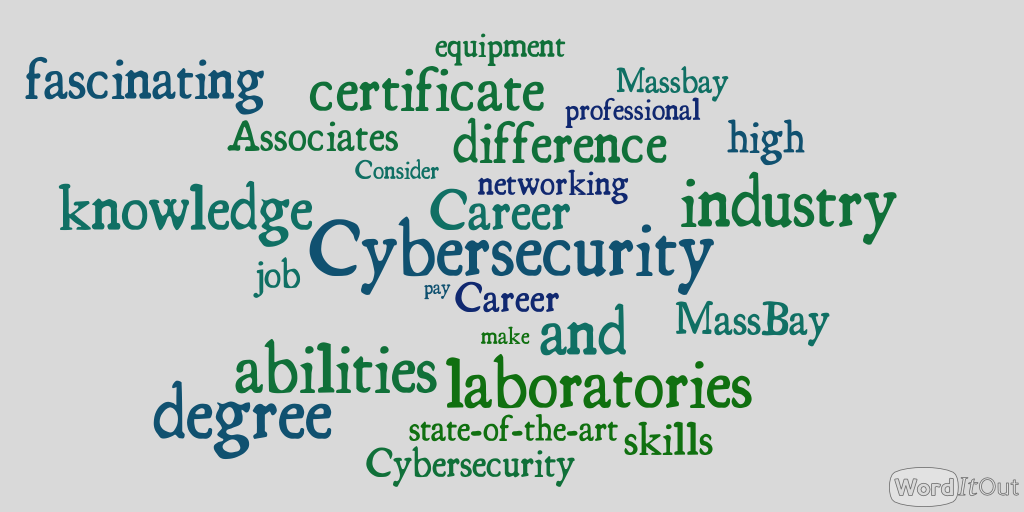 equipment
fascinating
certificate
Massbay
professional
Associates
difference
high
Consider
networking
knowledge
Career
industry
Cybersecurity
job
pay
Career
MassBay
make
and
abilities
laboratories
degree
state-of-the-art
skills
Cybersecurity
WordItOut